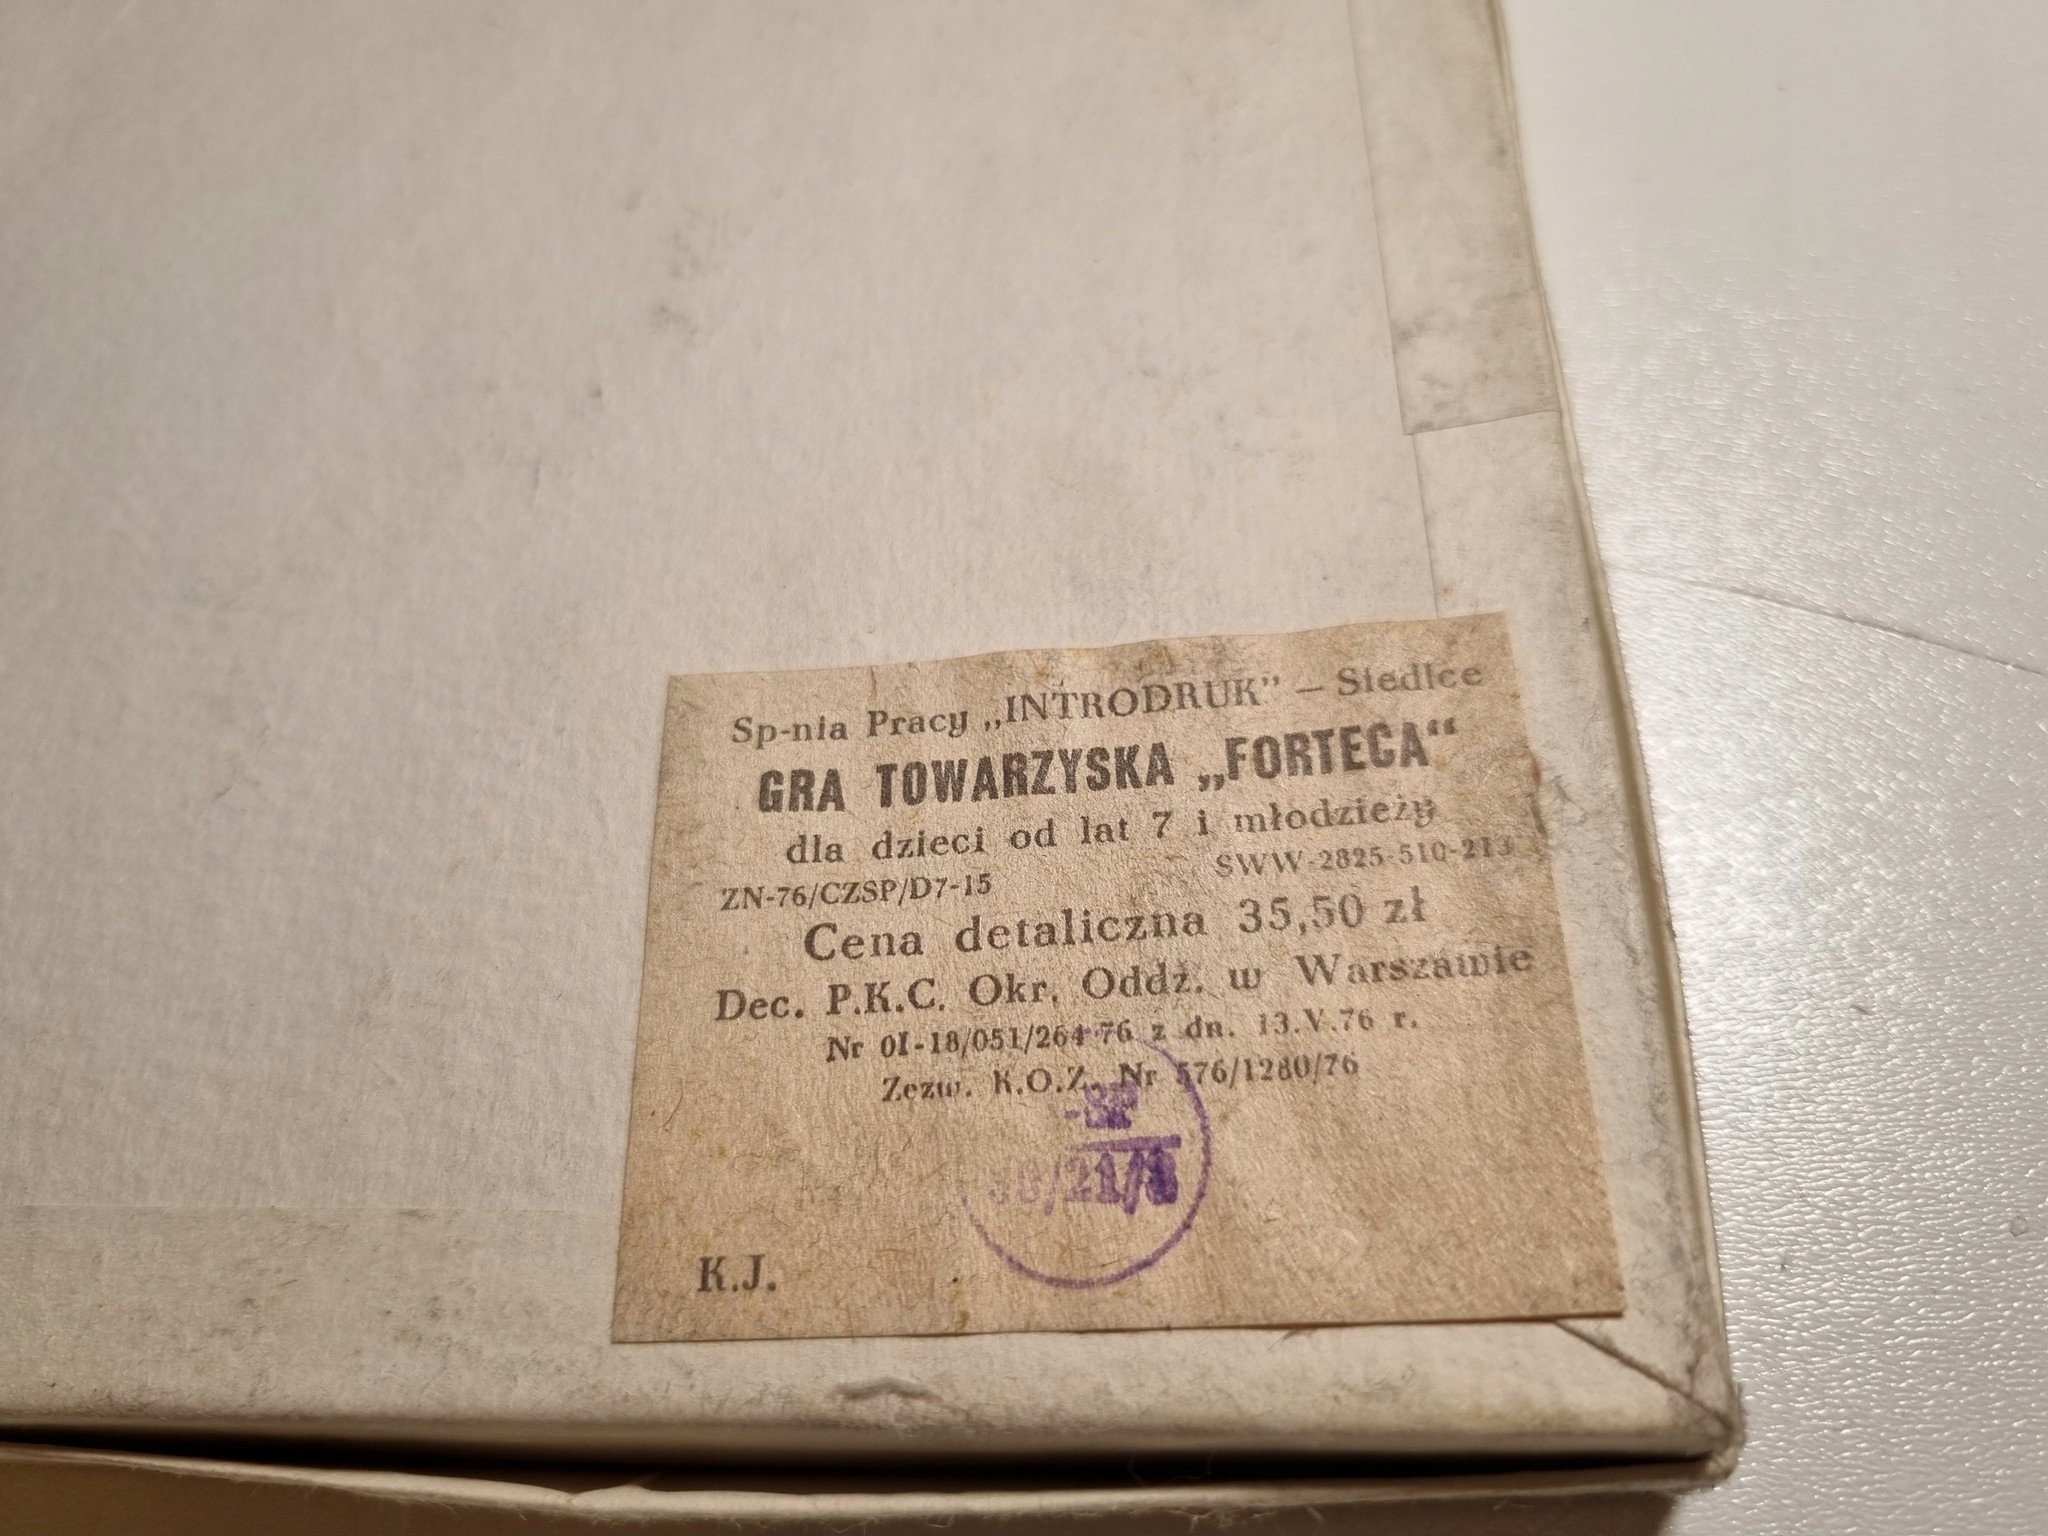 Sp-nia Pracy „INTRODRUK” — Siedlce
GRA TOWARZYSKA „FORTECA“
dla dzieci od lat 7 i młodzieży
ZN-76/CZSP/D7-15 SWW-2825-510-213
Cena detaliczna 35,50 zł
Dec. P.K.C. Okr. Oddż. w Warszawie
Nr 0I-18/051/264-76 z dn. 13.V.76 r.
Zezw. K.O.Z. Nr 576/1280/76
K.J.